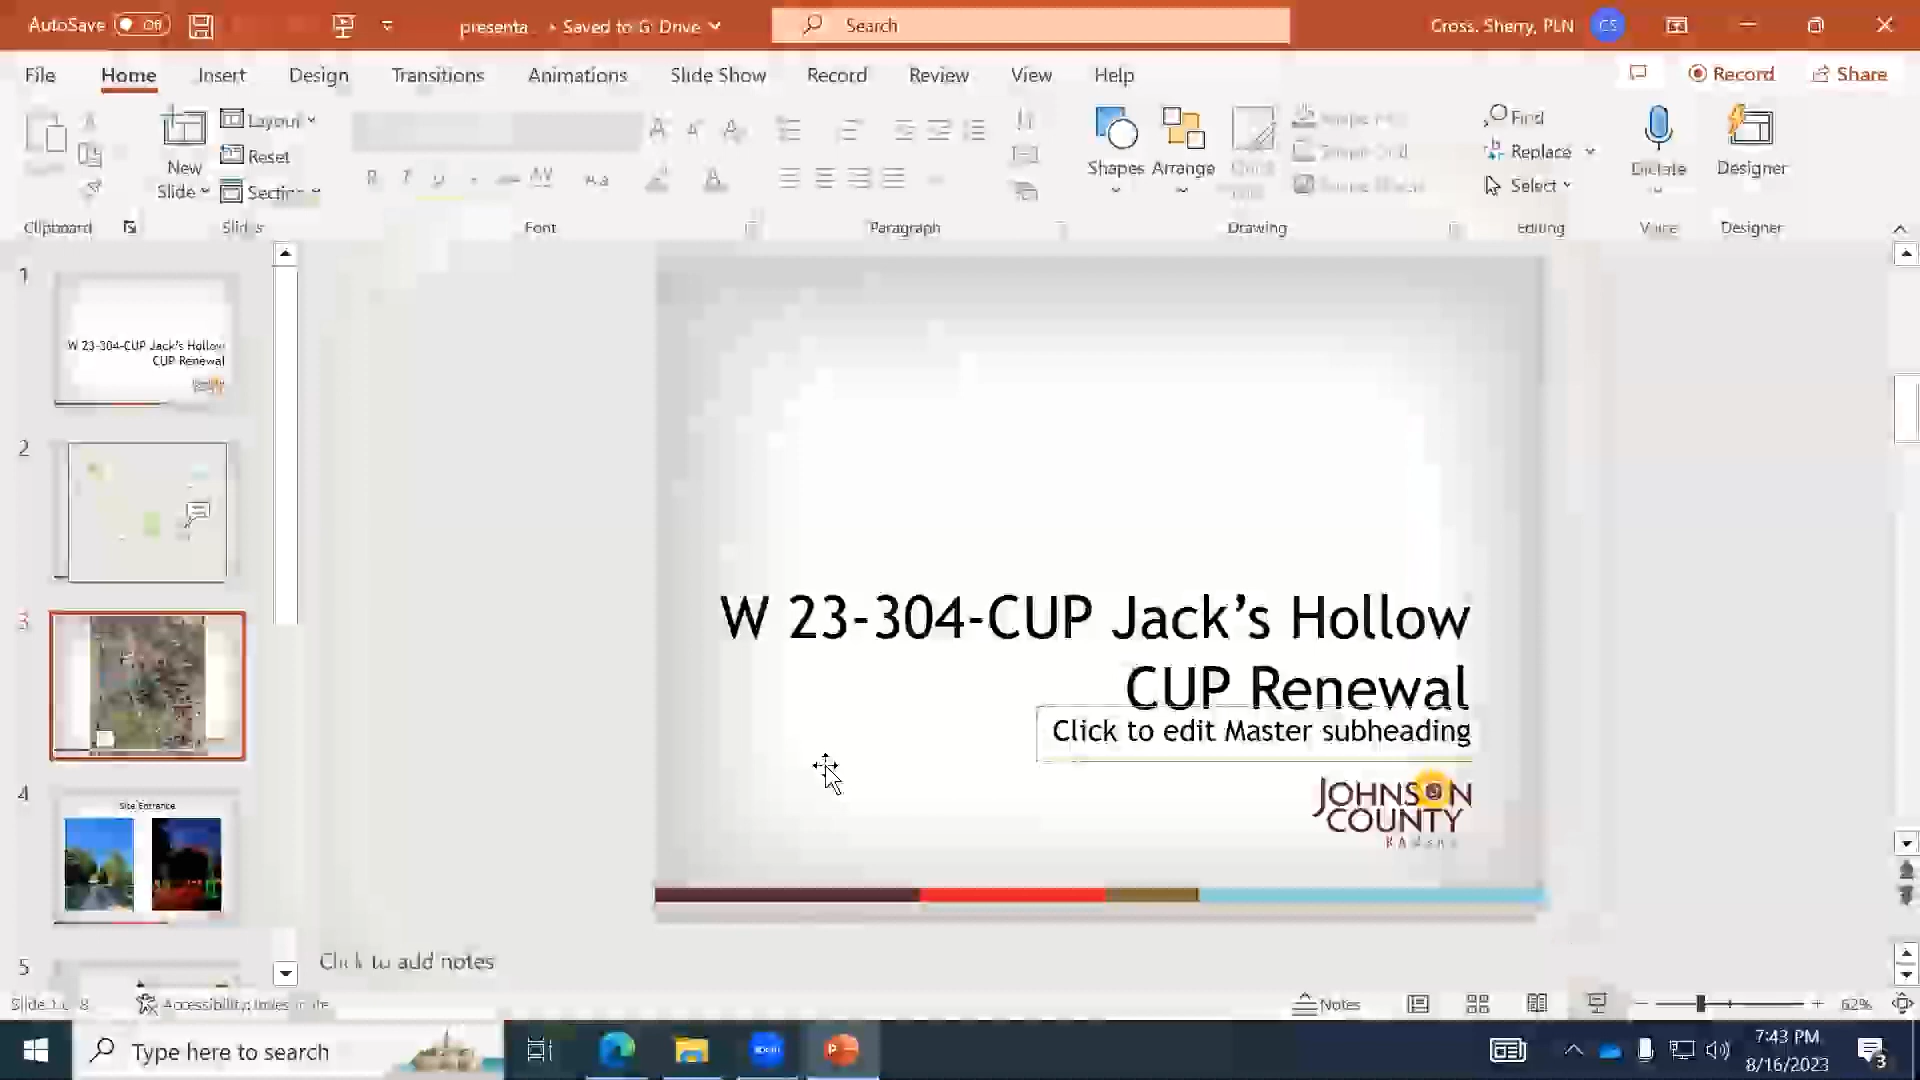 AutoSave Off
presenta... • Saved to G: Drive
Search
Cross, Sherry, PLN
CS
File
Home
Insert
Design
Transitions
Animations
Slide Show
Record
Review
View
Help
Record
Share
New
Slide
Layout
Reset
Section
Shapes
Arrange
Find
Replace
Select
Dictate
Designer
Clipboard
Slides
Font
Paragraph
Drawing
Editing
Voice
Designer
1
W 23-304-CUP Jack's Hollow
CUP Renewal
2
3
4
Site Entrance
5
W 23-304-CUP Jack’s Hollow
CUP Renewal
Click to edit Master subheading
JOHNSON
COUNTY
KANSAS
Click to add notes
Notes
62%
Type here to search
zoom
7:43 PM
8/16/2023
3